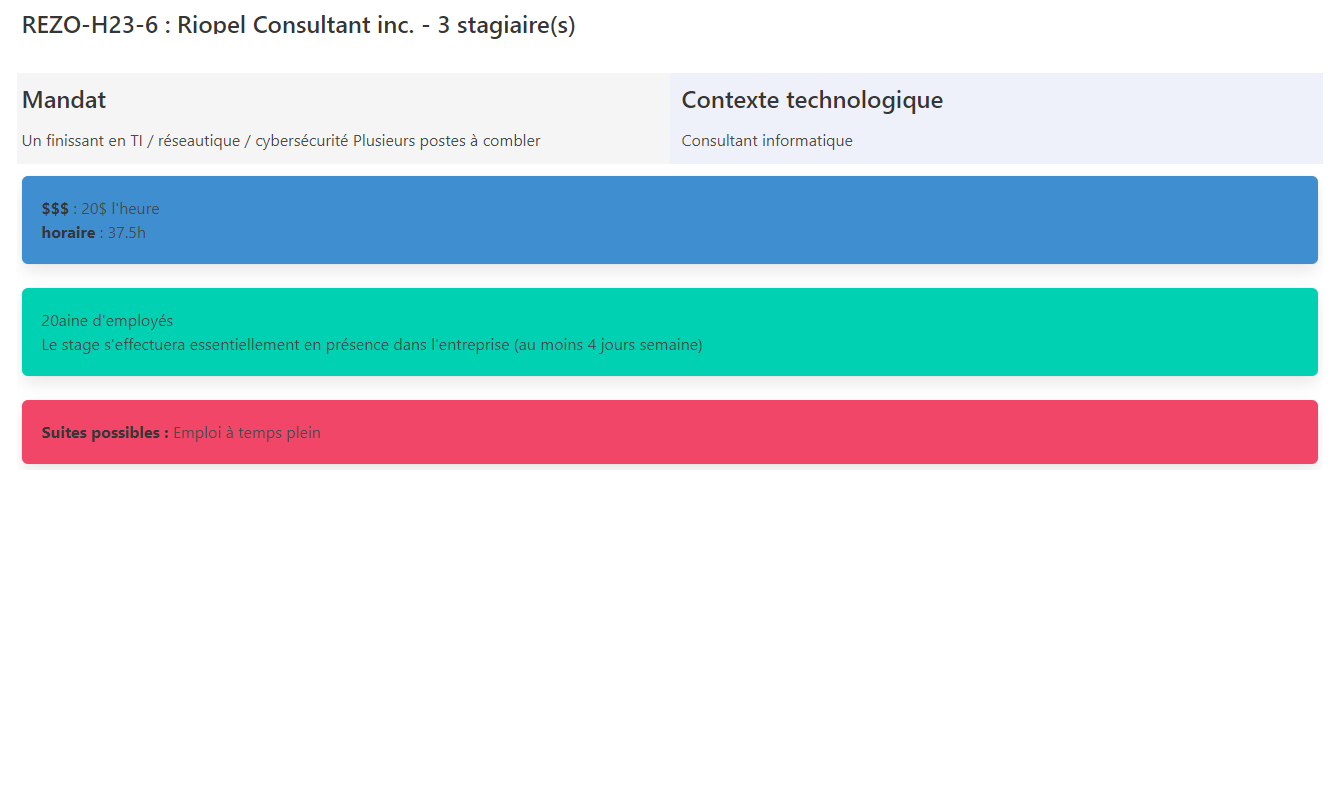 REZO-H23-6 : Riopel Consultant inc. - 3 stagiaire(s)
Mandat
Un finissant en TI / réseautique / cybersécurité Plusieurs postes à combler
Contexte technologique
Consultant informatique
$$$ : 20$ l'heure
horaire : 37.5h
20aine d'employés
Le stage s'effectuera essentiellement en présence dans l'entreprise (au moins 4 jours semaine)
Suites possibles : Emploi à temps plein